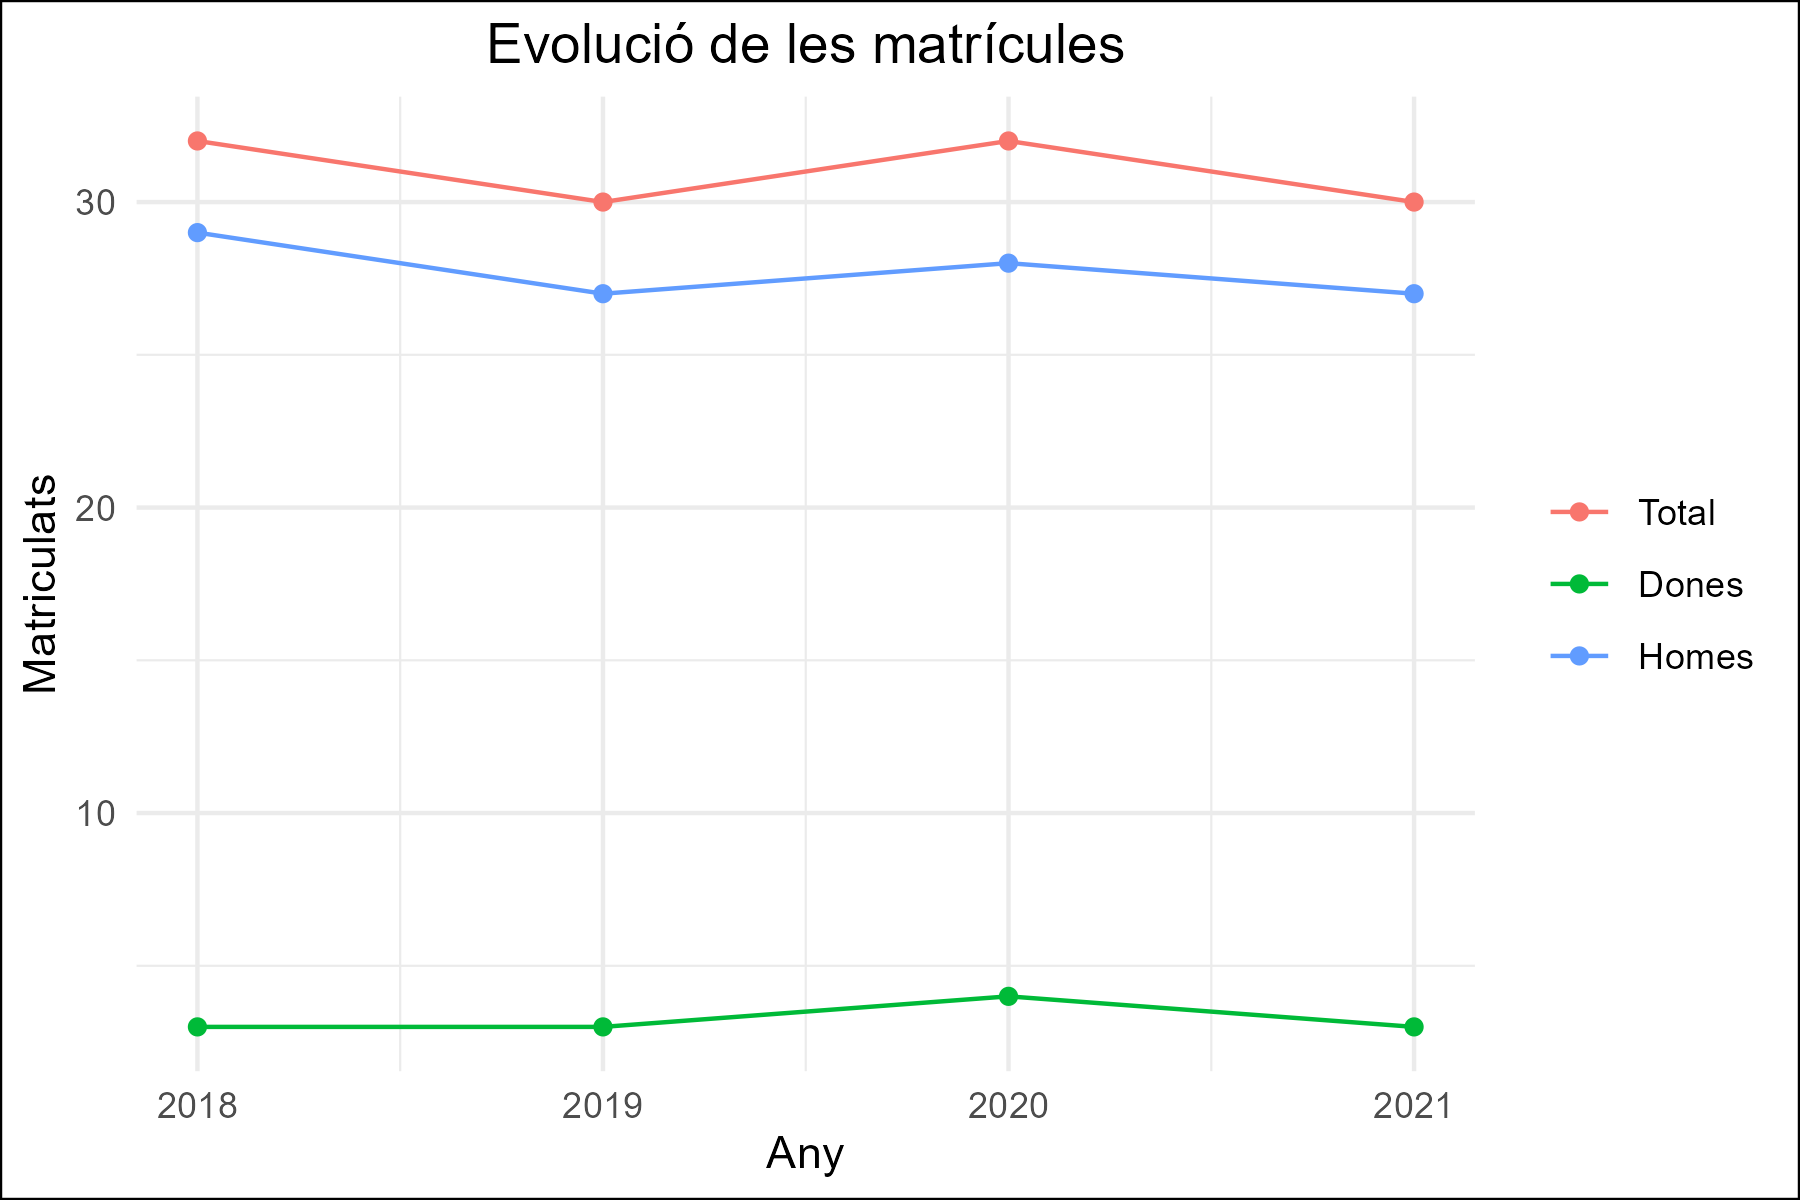 Evolució de les matrícules
Matriculats
30
20
10
2018
2019
2020
2021
Any
Total
Dones
Homes